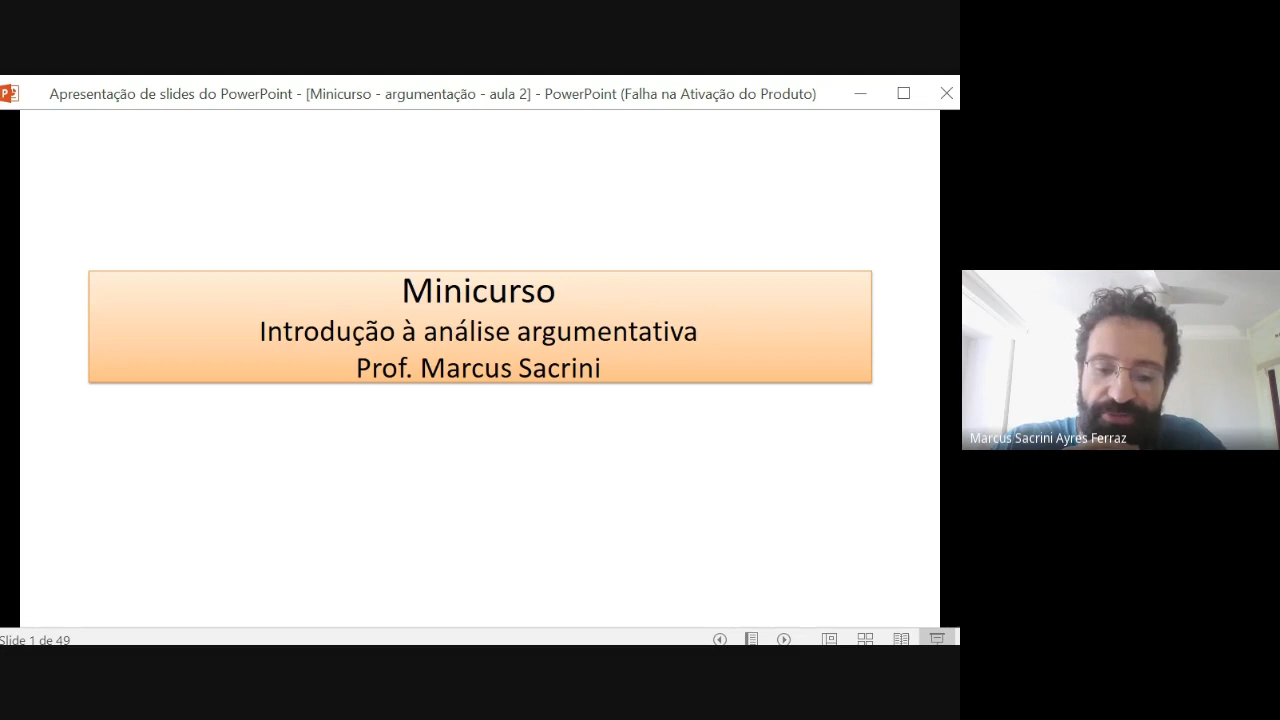 Apresentação de slides do PowerPoint - [Minicurso - argumentação - aula 2] - PowerPoint (Falha na Ativação do Produto)
Minicurso
Introdução à análise argumentativa
Prof. Marcus Sacrini
Marcus Sacrini Ayres Ferraz
Slide 1 de 49